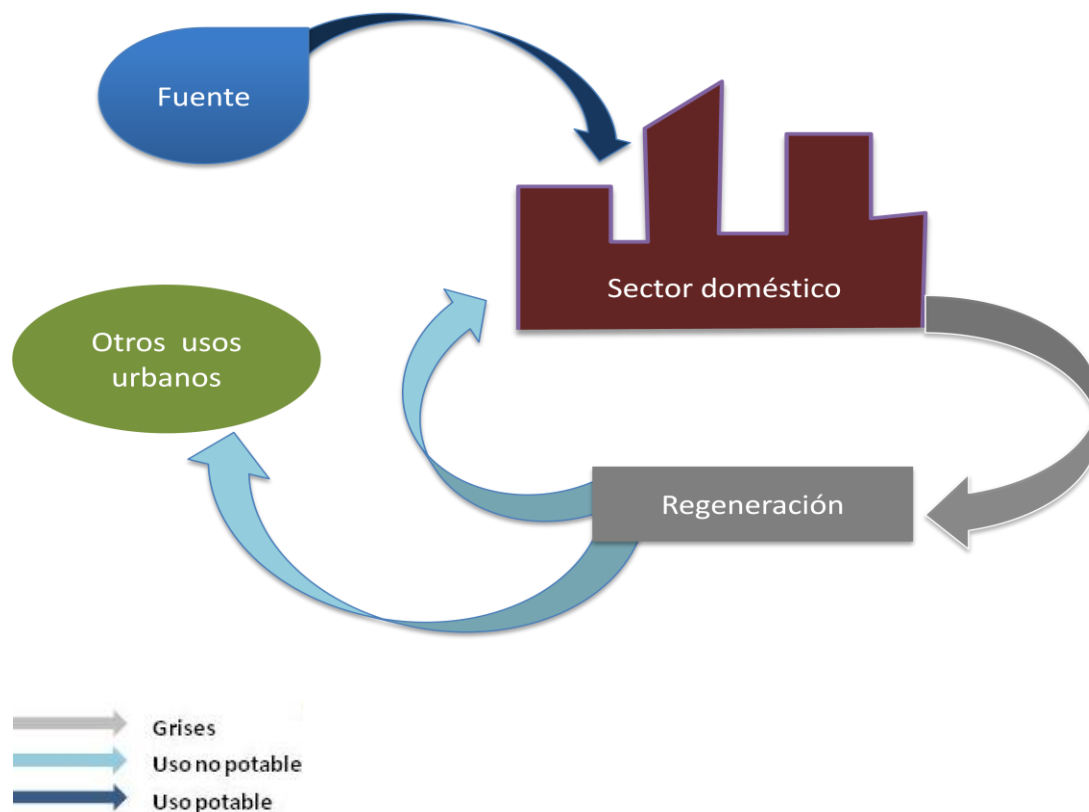 Fuente
Sector doméstico
Otros usos
urbanos
Regeneración
Grises
Uso no potable
Uso potable